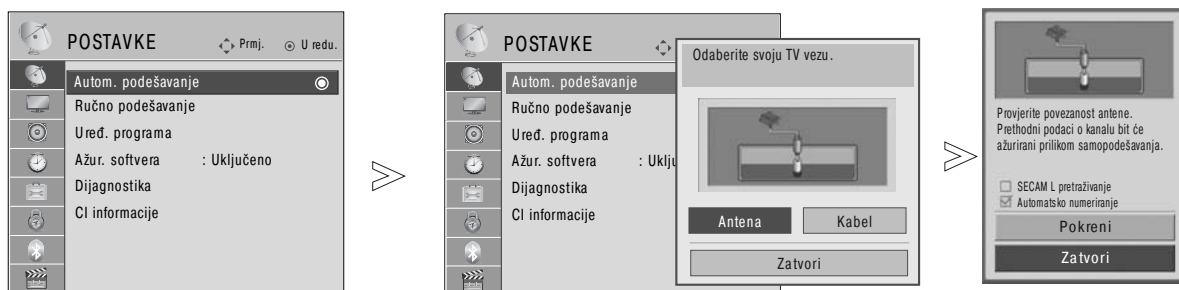 POSTAVKE Prmj. U redu.
Autom. podešavanje
Ručno podešavanje
Uređ. programa
Ažur. softvera : Uključeno
Dijagnostika
CI informacije
POSTAVKE
Autom. podešavanje
Ručno podešavanje
Uređ. programa
Ažur. softvera : Uklju
Dijagnostika
CI informacije
Odaberite svoju TV vezu.
Antena Kabel
Zatvori
Provjerite povezanost antene.
Prethodni podaci o kanalu bit će
ažurirani prilikom samopodešavanja.
SECAM L pretraživanje
Automatsko numeriranje
Pokreni
Zatvori